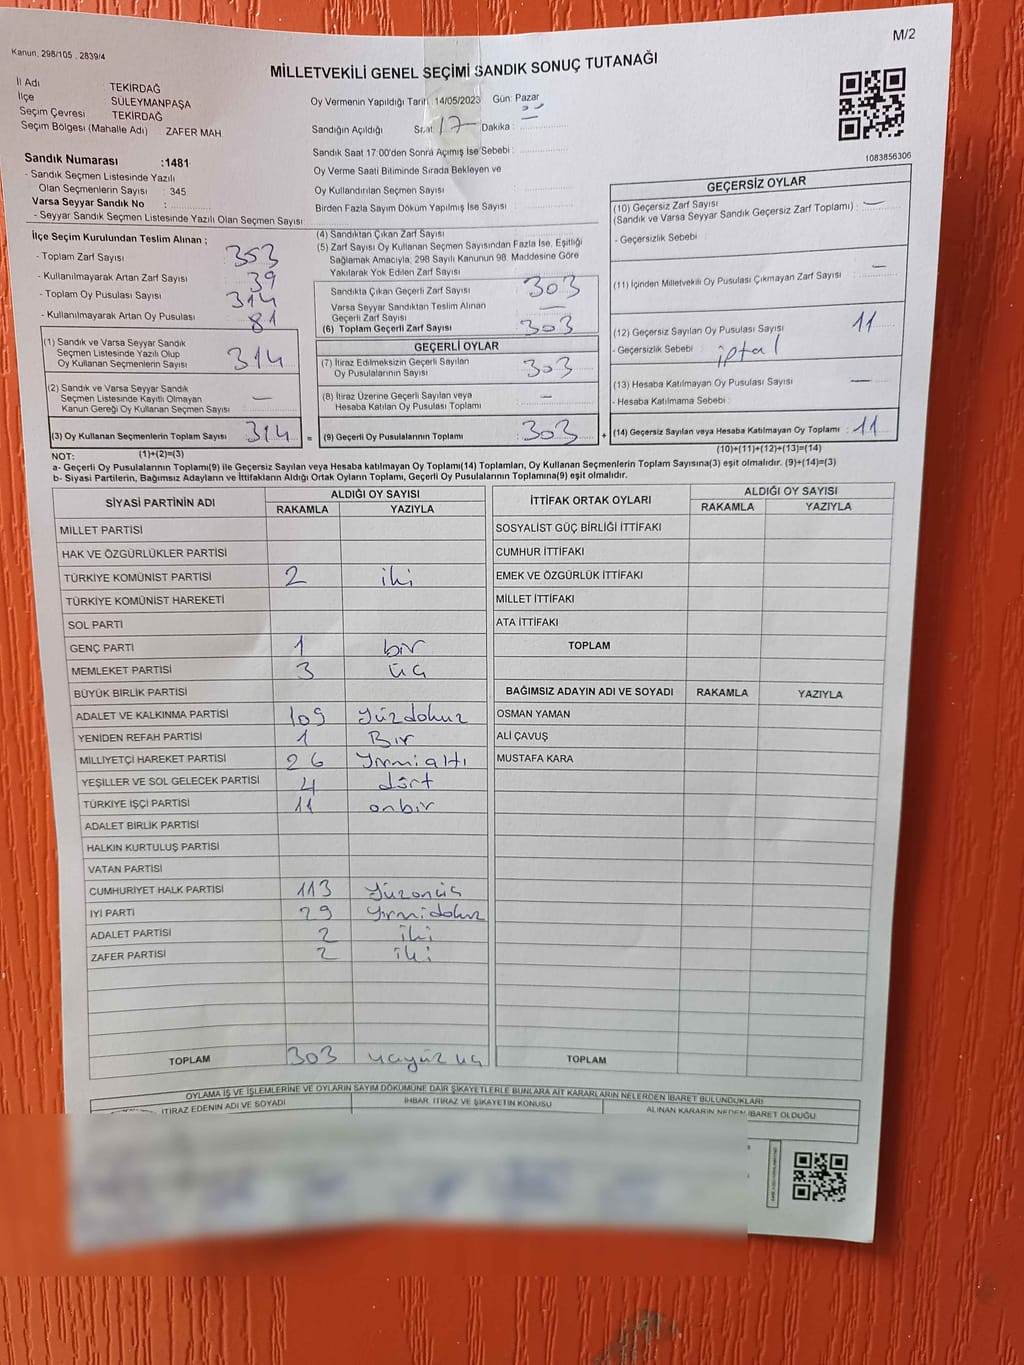 M/2
Kanun, 298/105 , 2839/4
MİLLETVEKİLİ GENEL SEÇİMİ SANDIK SONUÇ TUTANAĞI
İl Adı : TEKİRDAĞ
İlçe : SÜLEYMANPAŞA
Seçim Çevresi : TEKİRDAĞ
Seçim Bölgesi (Mahalle Adı) : ZAFER MAH
Sandık Numarası :1481
- Sandık Seçmen Listesinde Yazılı
Olan Seçmenlerin Sayısı : 345
Varsa Seyyar Sandık No :
- Seyyar Sandık Seçmen Listesinde Yazılı Olan Seçmen Sayısı
Oy Vermenin Yapıldığı Tarih: 14/05/2023 Gün: Pazar
Sandığın Açıldığı Saat 17 Dakika :
Sandık Saat 17:00'den Sonra Açımış İse Sebebi :
Oy Verme Saati Bitiminde Sırada Bekleyen ve
Oy Kullandırılan Seçmen Sayısı :
Birden Fazla Sayım Döküm Yapılmış İse Sayısı :
1083856306
İlçe Seçim Kurulundan Teslim Alınan ;
- Toplam Zarf Sayısı : 353
- Kullanılmayarak Artan Zarf Sayısı : 39
- Toplam Oy Pusulası Sayısı : 314
- Kullanılmayarak Artan Oy Pusulası : 81
(1) Sandık ve Varsa Seyyar Sandık
Seçmen Listesinde Yazılı Olup
Oy Kullanan Seçmenlerin Sayısı : 314
(2) Sandık ve Varsa Seyyar Sandık
Seçmen Listesinde Kayıtlı Olmayan
Kanun Gereği Oy Kullanan Seçmen Sayısı : —
(3) Oy Kullanan Seçmenlerin Toplam Sayısı : 314 =
(1)+(2)=(3)
(4) Sandıktan Çıkan Zarf Sayısı :
(5) Zarf Sayısı Oy Kullanan Seçmen Sayısından Fazla İse, Eşitliği
Sağlamak Amacıyla; 298 Sayılı Kanunun 98. Maddesine Göre
Yakılarak Yok Edilen Zarf Sayısı :
Sandıkta Çıkan Geçerli Zarf Sayısı : 303
Varsa Seyyar Sandıktan Teslim Alınan
Geçerli Zarf Sayısı : —
(6) Toplam Geçerli Zarf Sayısı : 303
GEÇERLİ OYLAR
(7) İtiraz Edilmeksizin Geçerli Sayılan
Oy Pusulalarının Sayısı : 303
(8) İtiraz Üzerine Geçerli Sayılan veya
Hesaba Katılan Oy Pusulası Toplamı : —
(9) Geçerli Oy Pusulalarının Toplamı : 303 +
GEÇERSİZ OYLAR
(10) Geçersiz Zarf Sayısı
(Sandık ve Varsa Seyyar Sandık Geçersiz Zarf Toplamı) : —
- Geçersizlik Sebebi :
(11) İçinden Milletvekili Oy Pusulası Çıkmayan Zarf Sayısı : —
(12) Geçersiz Sayılan Oy Pusulası Sayısı : 11
- Geçersizlik Sebebi : iptal
(13) Hesaba Katılmayan Oy Pusulası Sayısı : —
- Hesaba Katılmama Sebebi :
(14) Geçersiz Sayılan veya Hesaba Katılmayan Oy Toplamı : 11
(10)+(11)+(12)+(13)=(14)
NOT:
a- Geçerli Oy Pusulalarının Toplamı(9) ile Geçersiz Sayılan veya Hesaba katılmayan Oy Toplamı(14) Toplamları, Oy Kullanan Seçmenlerin Toplam Sayısına(3) eşit olmalıdır. (9)+(14)=(3)
b- Siyasi Partilerin, Bağımsız Adayların ve İttifakların Aldığı Ortak Oyların Toplamı, Geçerli Oy Pusulalarının Toplamına(9) eşit olmalıdır.
SİYASİ PARTİNİN ADI ALDIĞI OY SAYISI
RAKAMLA YAZIYLA
MİLLET PARTİSİ
HAK VE ÖZGÜRLÜKLER PARTİSİ
TÜRKİYE KOMÜNİST PARTİSİ 2 iki
TÜRKİYE KOMÜNİST HAREKETİ
SOL PARTİ
GENÇ PARTİ 1 bir
MEMLEKET PARTİSİ 3 üç
BÜYÜK BİRLİK PARTİSİ
ADALET VE KALKINMA PARTİSİ 109 Yüzdokuz
YENİDEN REFAH PARTİSİ 1 Bir
MİLLİYETÇİ HAREKET PARTİSİ 26 Yirmialtı
YEŞİLLER VE SOL GELECEK PARTİSİ 4 dört
TÜRKİYE İŞÇİ PARTİSİ 11 onbir
ADALET BİRLİK PARTİSİ
HALKIN KURTULUŞ PARTİSİ
VATAN PARTİSİ
CUMHURİYET HALK PARTİSİ 113 Yüzonüç
İYİ PARTİ 29 Yirmidokuz
ADALET PARTİSİ 2 iki
ZAFER PARTİSİ 2 iki
TOPLAM 303
İTTİFAK ORTAK OYLARI ALDIĞI OY SAYISI
RAKAMLA YAZIYLA
SOSYALİST GÜÇ BİRLİĞİ İTTİFAKI
CUMHUR İTTİFAKI
EMEK VE ÖZGÜRLÜK İTTİFAKI
MİLLET İTTİFAKI
ATA İTTİFAKI
TOPLAM
BAĞIMSIZ ADAYIN ADI VE SOYADI RAKAMLA YAZIYLA
OSMAN YAMAN
ALİ ÇAVUŞ
MUSTAFA KARA
TOPLAM
OYLAMA İŞ VE İŞLEMLERİNE VE OYLARIN SAYIM DÖKÜMÜNE DAİR ŞİKAYETLERLE BUNLARA AİT KARARLARIN NELERDEN İBARET BULUNDUKLARI
İTİRAZ EDENİN ADI VE SOYADI İHBAR, İTİRAZ VE ŞİKAYETİN KONUSU ALINAN KARARIN NEDEN İBARET OLDUĞU